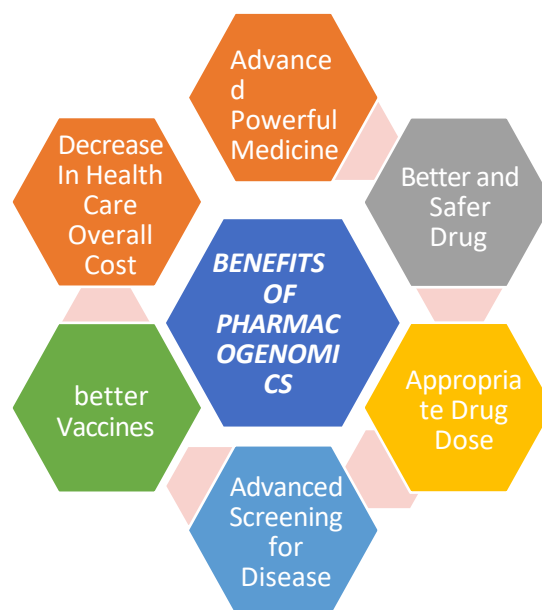 Advance
d
Powerful
Medicine
Better and
Safer
Drug
Appropria
te Drug
Dose
Advanced
Screening
for
Disease
better
Vaccines
Decrease
In Health
Care
Overall
Cost
BENEFITS
OF
PHARMAC
OGENOMI
CS